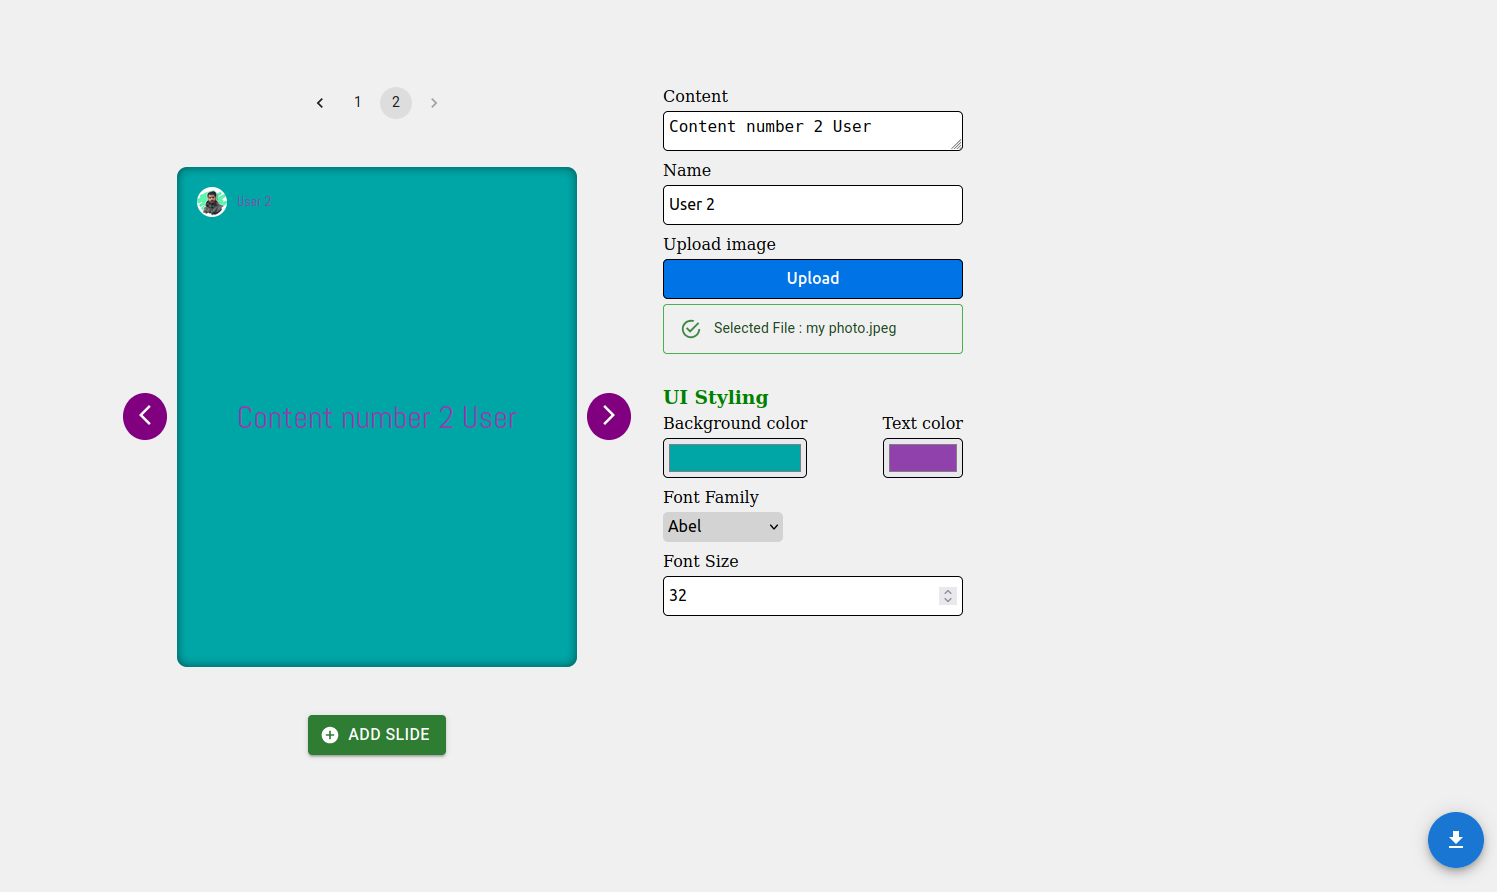 1 2
User 2
Content number 2 User
ADD SLIDE
Content
Content number 2 User
Name
User 2
Upload image
Upload
Selected File : my photo.jpeg
UI Styling
Background color Text color
Font Family
Abel
Font Size
32